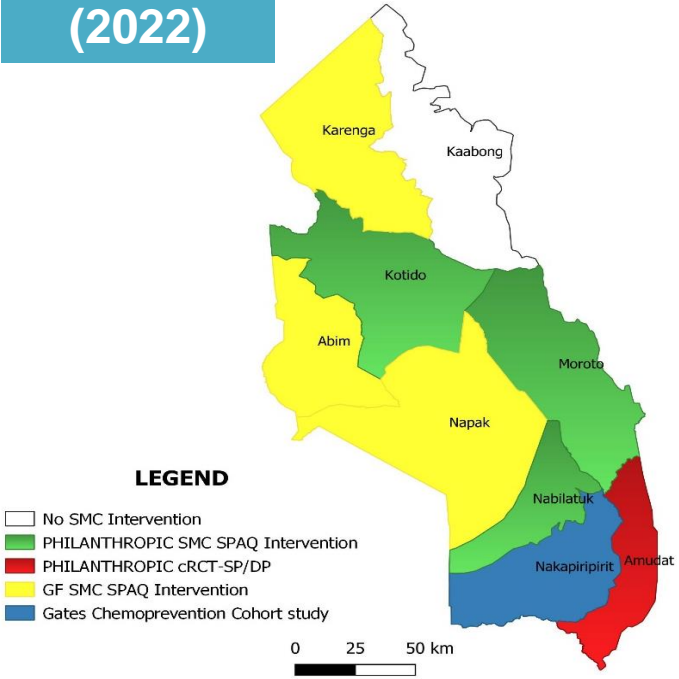 (2022)
Karenga
Kaabong
Kotido
Abim
Moroto
Napak
Nabilatuk
Nakapiripirit
Amudat
LEGEND
No SMC Intervention
PHILANTHROPIC SMC SPAQ Intervention
PHILANTHROPIC cRCT-SP/DP
GF SMC SPAQ Intervention
Gates Chemoprevention Cohort study
0 25 50 km